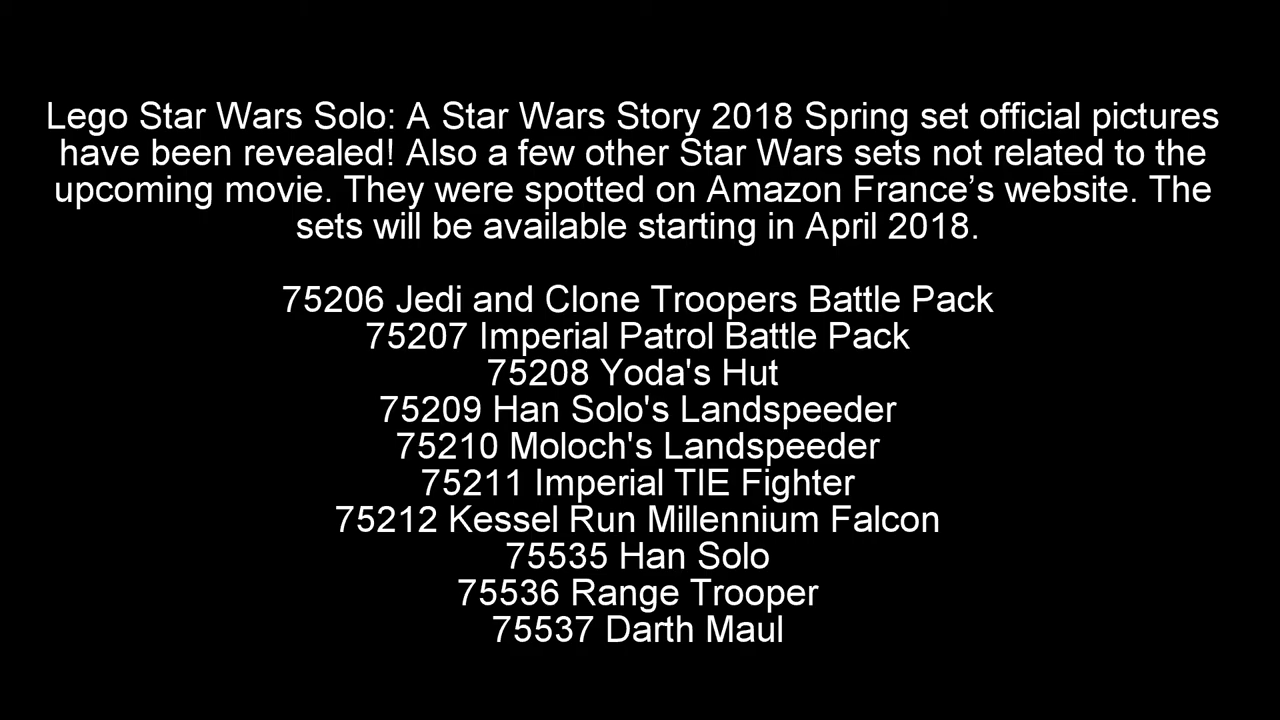 Lego Star Wars Solo: A Star Wars Story 2018 Spring set official pictures
have been revealed! Also a few other Star Wars sets not related to the
upcoming movie. They were spotted on Amazon France’s website. The
sets will be available starting in April 2018.
75206 Jedi and Clone Troopers Battle Pack
75207 Imperial Patrol Battle Pack
75208 Yoda's Hut
75209 Han Solo's Landspeeder
75210 Moloch's Landspeeder
75211 Imperial TIE Fighter
75212 Kessel Run Millennium Falcon
75535 Han Solo
75536 Range Trooper
75537 Darth Maul